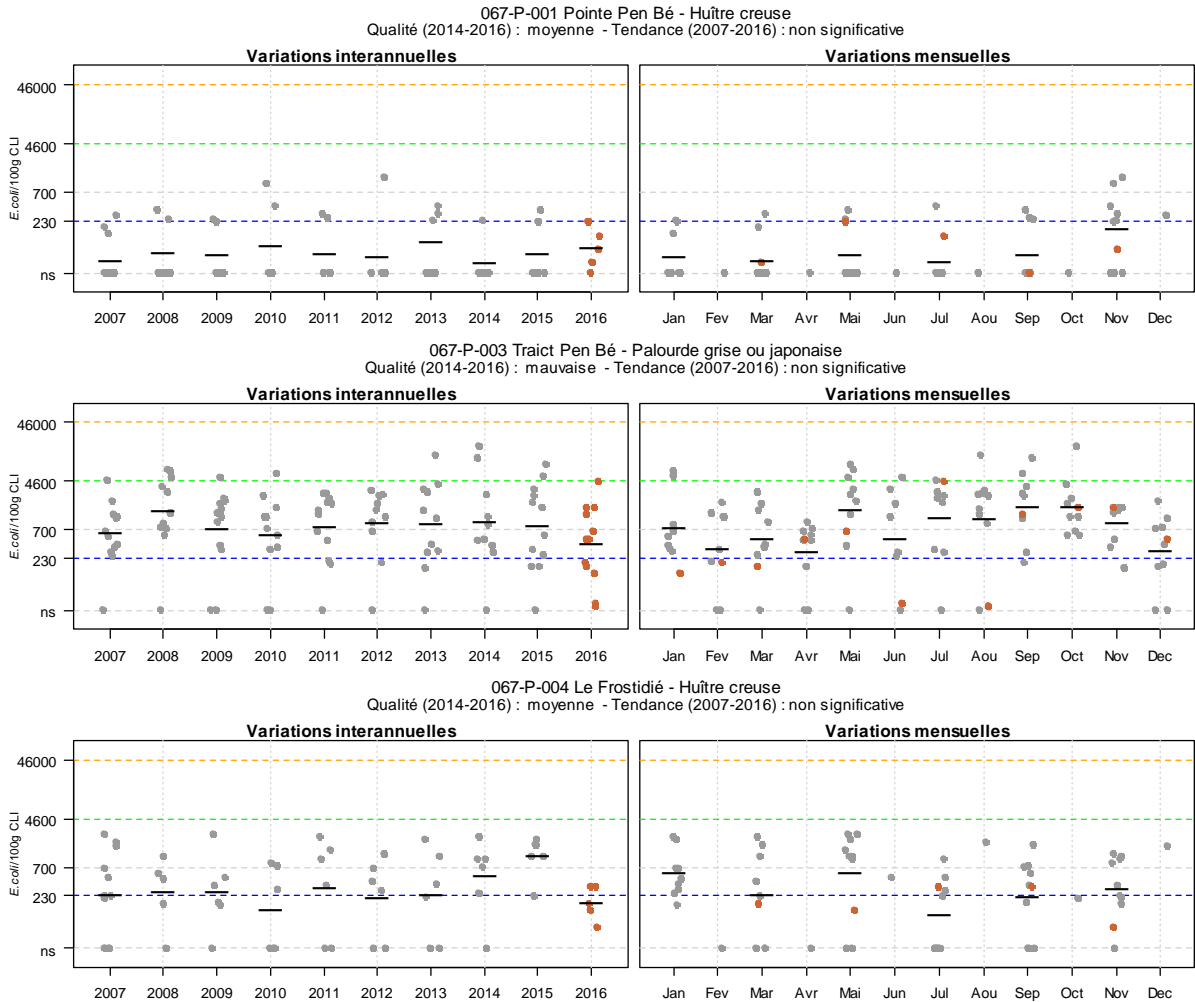 067-P-001 Pointe Pen Bé - Huître creuse
Qualité (2014-2016) : moyenne - Tendance (2007-2016) : non significative
Variations interannuelles
Variations mensuelles
46000
4600
700
230
ns
E.coli/100g CLI
2007 2008 2009 2010 2011 2012 2013 2014 2015 2016
Jan Fev Mar Avr Mai Jun Jul Aou Sep Oct Nov Dec
067-P-003 Traict Pen Bé - Palourde grise ou japonaise
Qualité (2014-2016) : mauvaise - Tendance (2007-2016) : non significative
Variations interannuelles
Variations mensuelles
46000
4600
700
230
ns
E.coli/100g CLI
2007 2008 2009 2010 2011 2012 2013 2014 2015 2016
Jan Fev Mar Avr Mai Jun Jul Aou Sep Oct Nov Dec
067-P-004 Le Frostidié - Huître creuse
Qualité (2014-2016) : moyenne - Tendance (2007-2016) : non significative
Variations interannuelles
Variations mensuelles
46000
4600
700
230
ns
E.coli/100g CLI
2007 2008 2009 2010 2011 2012 2013 2014 2015 2016
Jan Fev Mar Avr Mai Jun Jul Aou Sep Oct Nov Dec